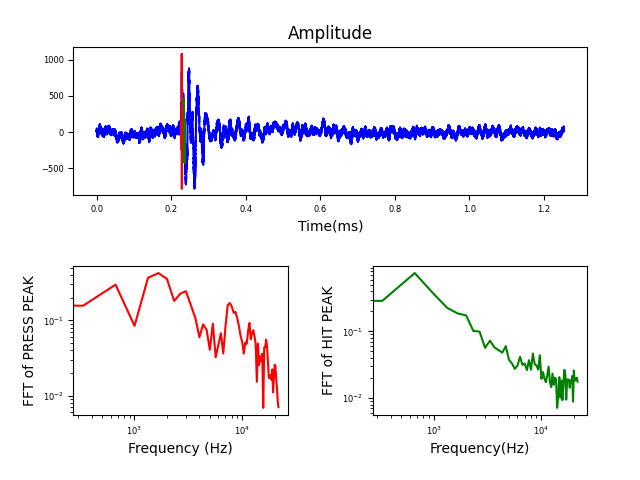 Amplitude
1000
500
0
−500
0.0 0.2 0.4 0.6 0.8 1.0 1.2
Time(ms)
FFT of PRESS PEAK
10⁻¹
10⁻²
10³ 10⁴
Frequency (Hz)
FFT of HIT PEAK
10⁻¹
10⁻²
10³ 10⁴
Frequency(Hz)